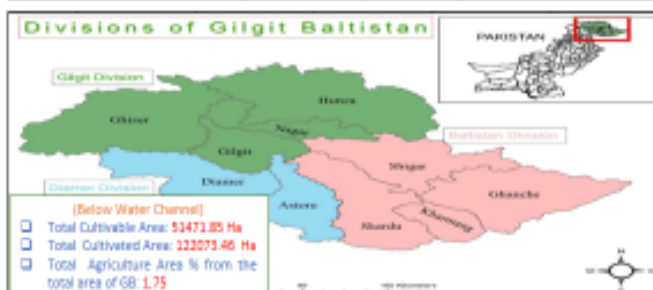 Divisions of Gilgit Baltistan
PAKISTAN
Gilgit Division
Hunza
Ghizer
Nagar
Baltistan Division
Gilgit
Shigar
Diamer
Diamer Division
Ghanche
Astore
Kharmang
Skardu
(Below Water Channel)
Total Cultivable Area: 51471.85 Ha
Total Cultivated Area: 122073.46 Ha
Total Agriculture Area % from the
total area of GB: 1.75
N